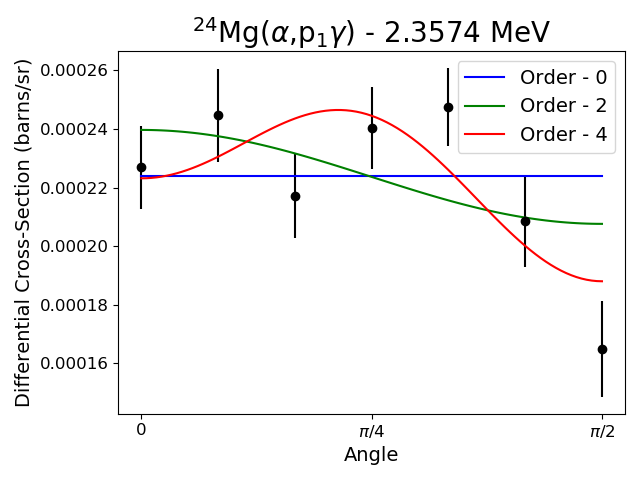 ²⁴Mg(α,p₁γ) - 2.3574 MeV
Order - 0
Order - 2
Order - 4
Differential Cross-Section (barns/sr)
0.00026
0.00024
0.00022
0.00020
0.00018
0.00016
0
π/4
π/2
Angle